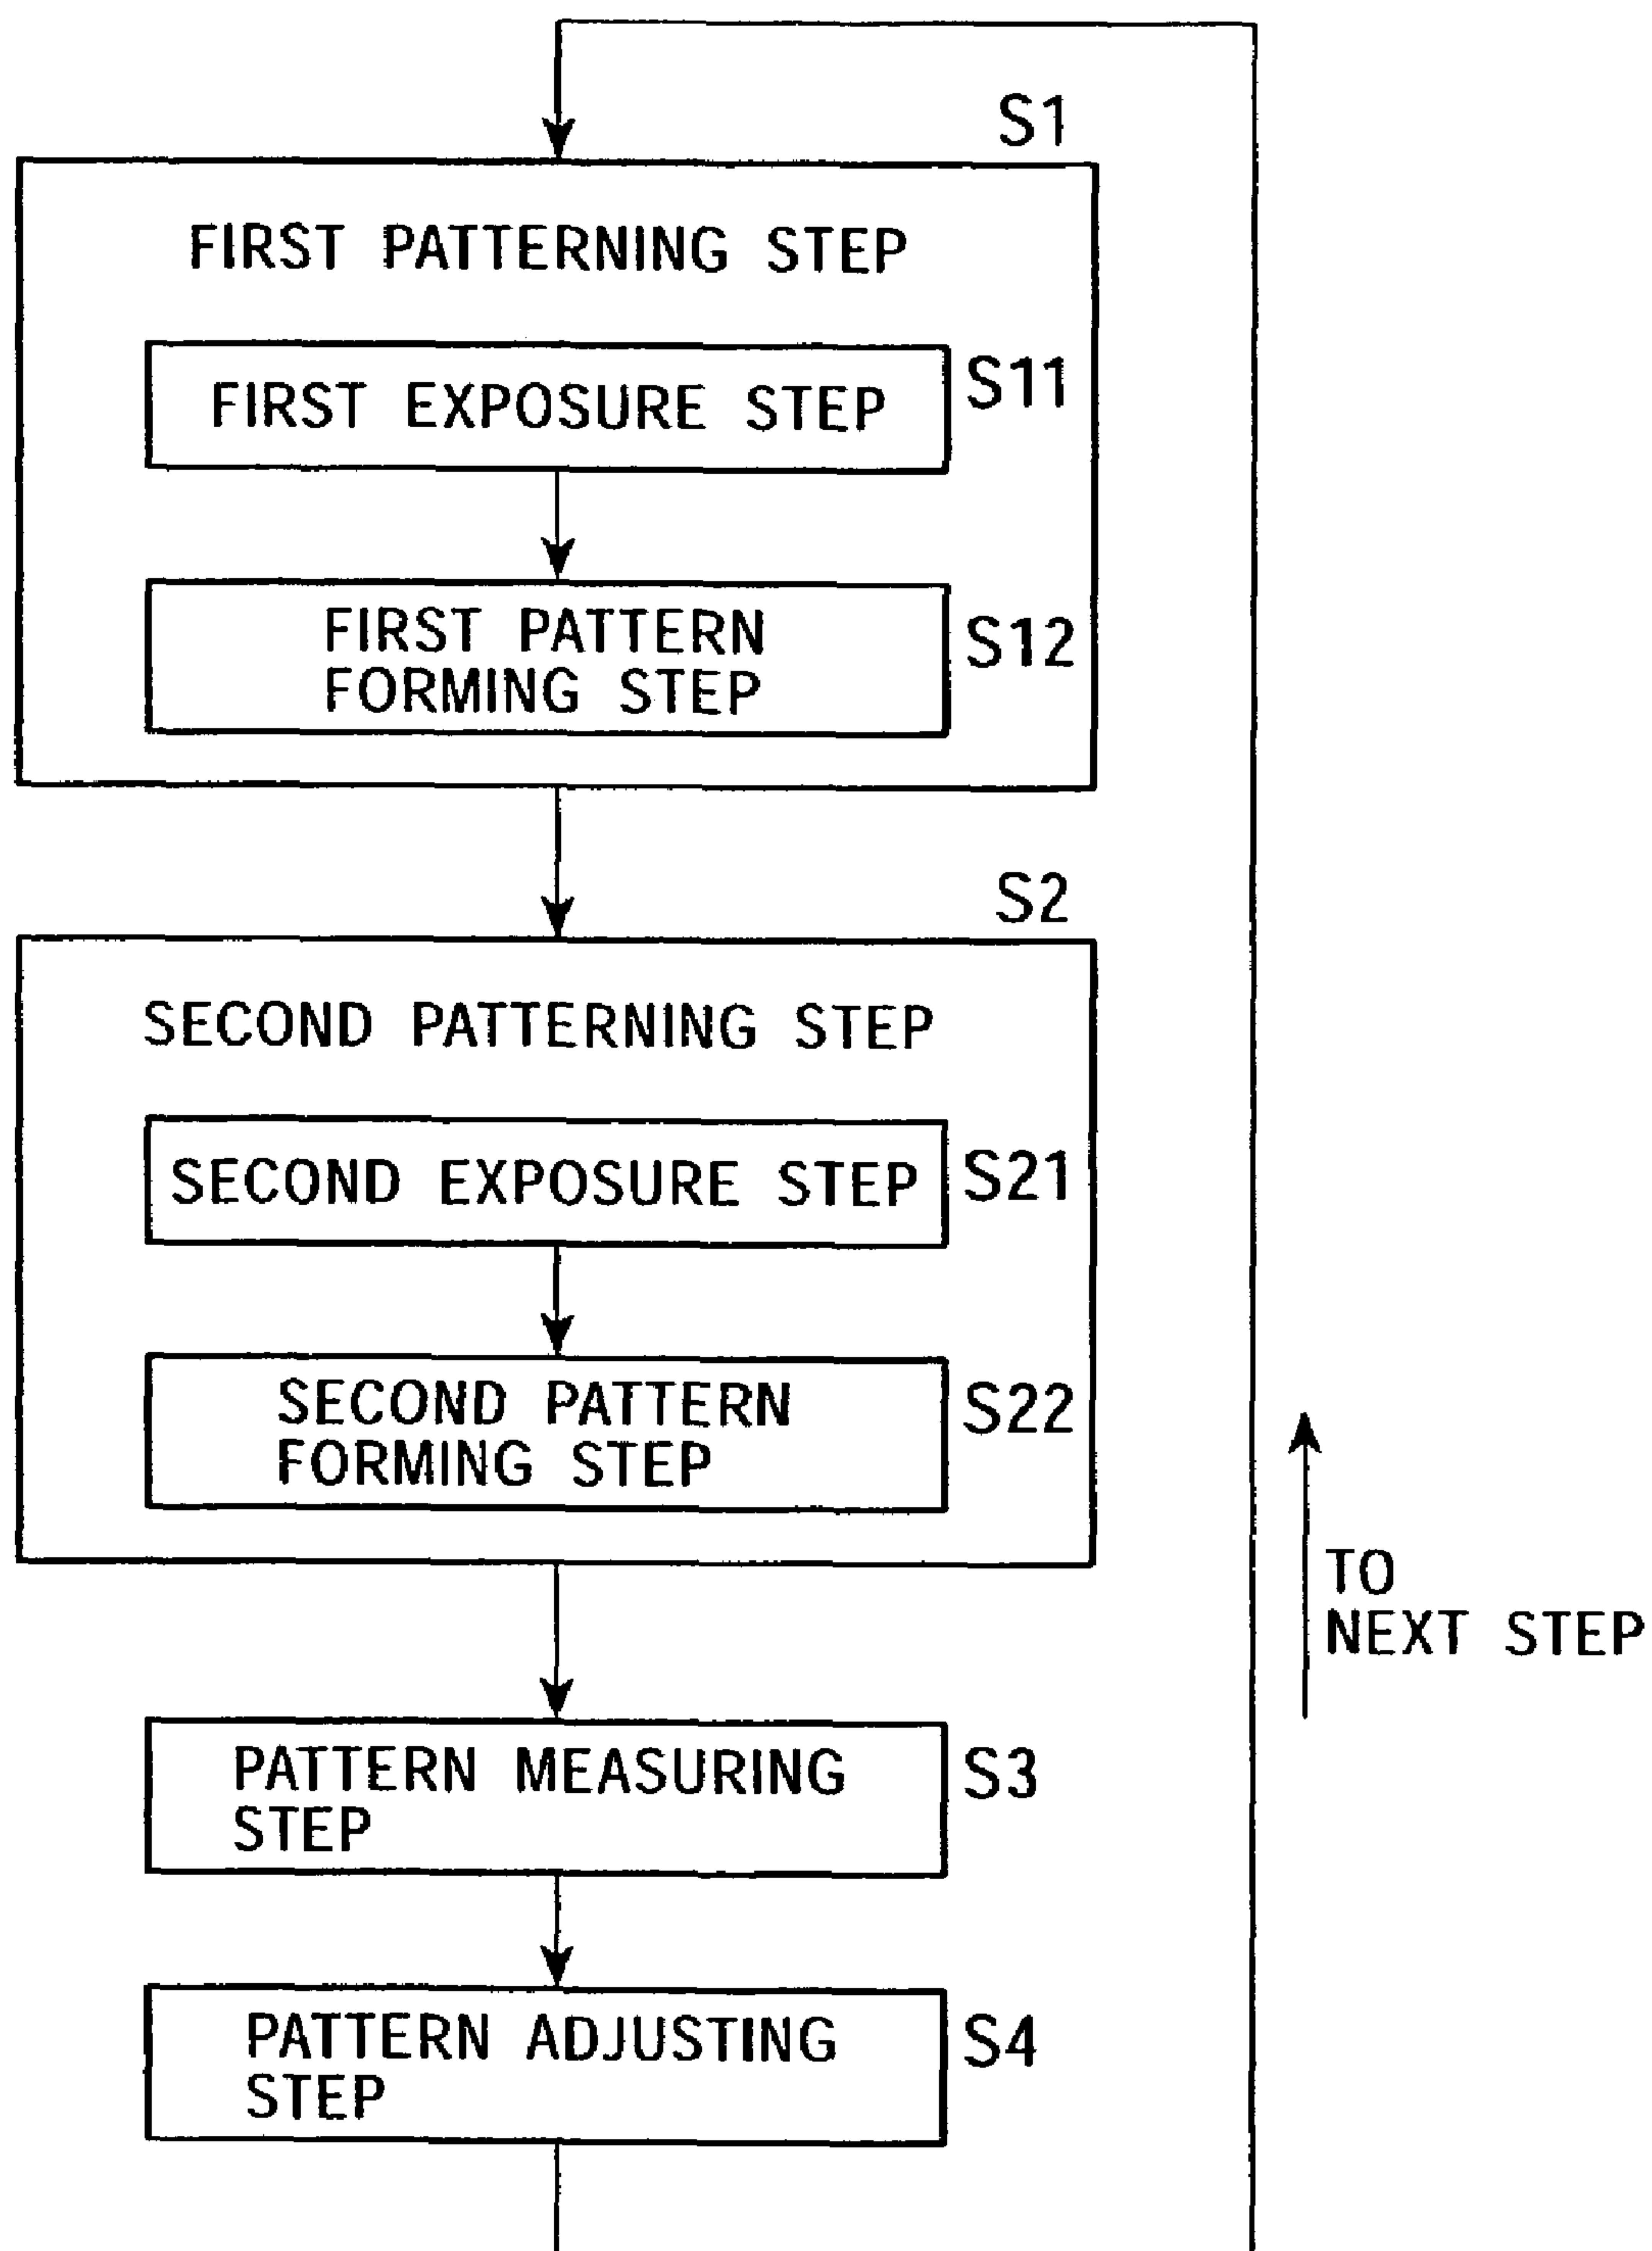 S1
FIRST PATTERNING STEP
FIRST EXPOSURE STEP
S11
FIRST PATTERN
FORMING STEP
S12
S2
SECOND PATTERNING STEP
SECOND EXPOSURE STEP
S21
SECOND PATTERN
FORMING STEP
S22
TO
NEXT STEP
PATTERN MEASURING
STEP
S3
PATTERN ADJUSTING
STEP
S4